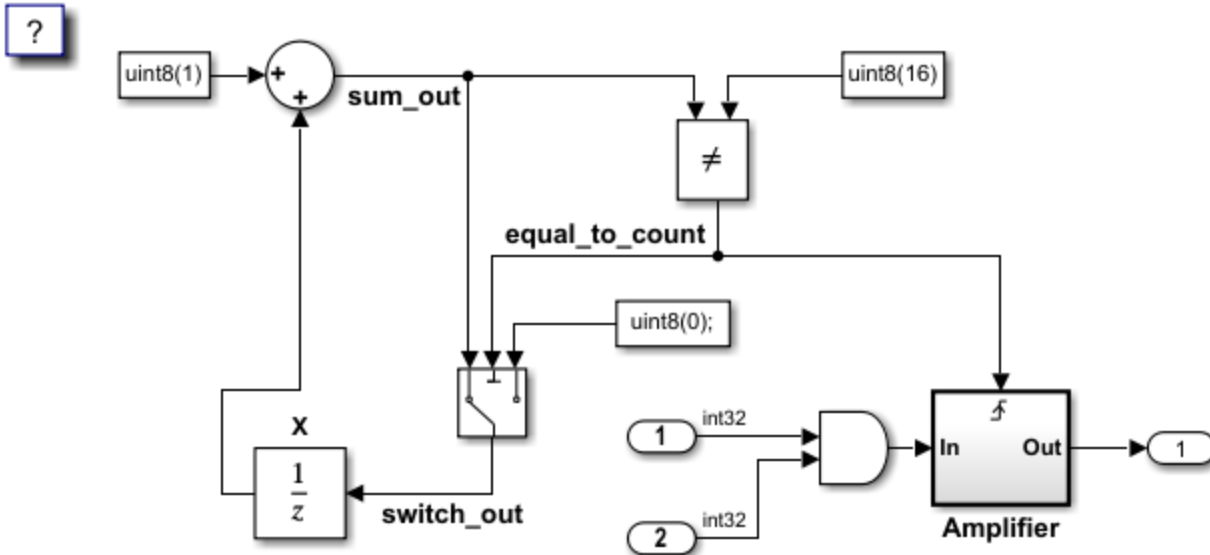 ?
uint8(1)
+
+
sum_out
uint8(16)
≠
equal_to_count
uint8(0);
X
1
z
switch_out
1
int32
2
int32
In
Out
Amplifier
1